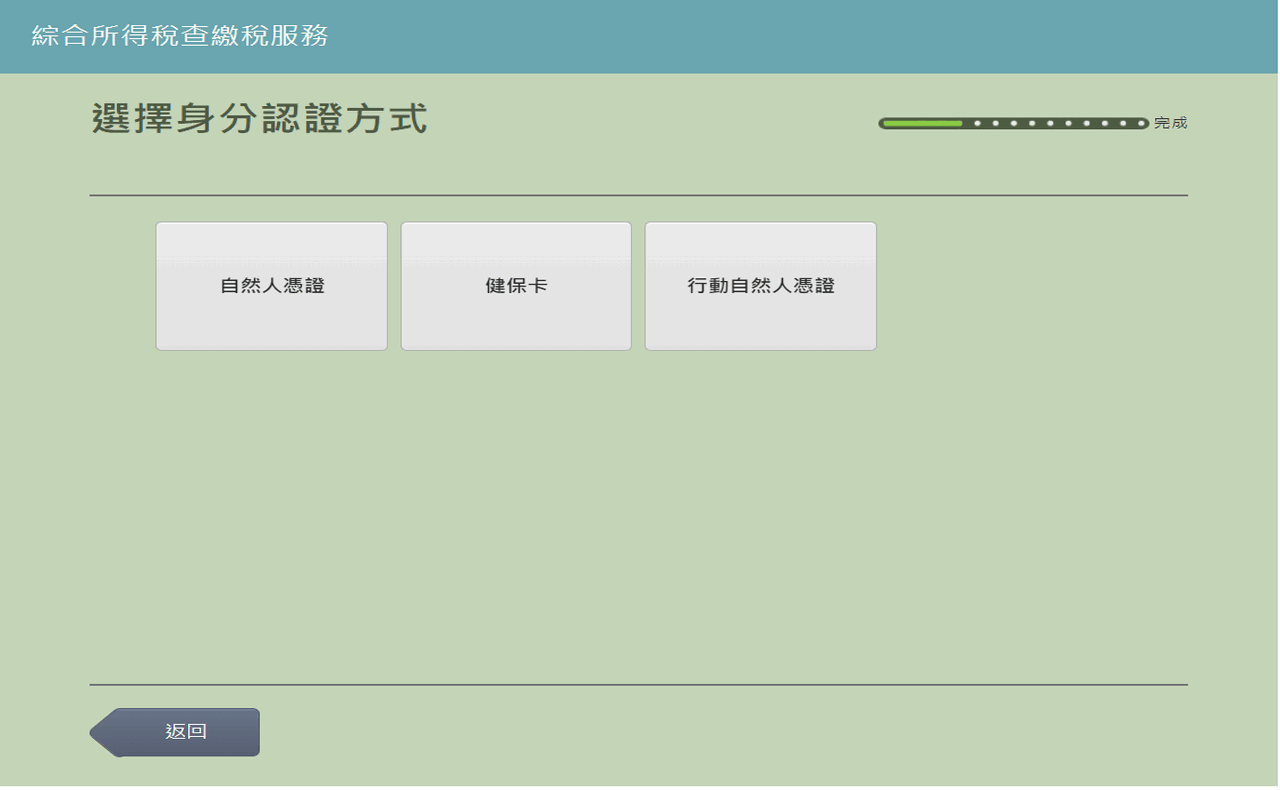 綜合所得稅查繳稅服務
選擇身分認證方式
完成
自然人憑證
健保卡
行動自然人憑證
返回